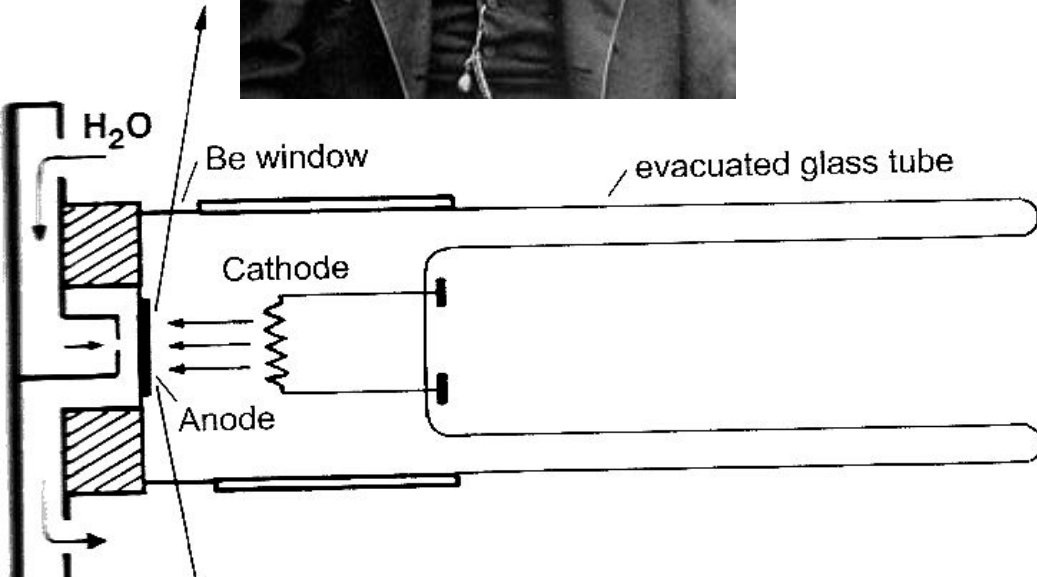 H₂O
Be window
evacuated glass tube
Cathode
Anode